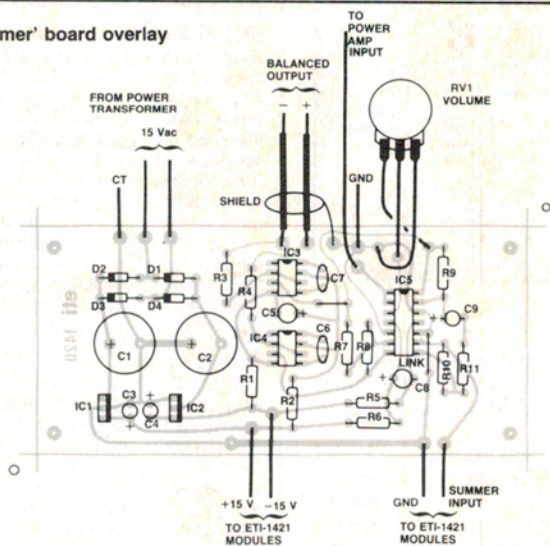 mer' board overlay
TO
POWER
AMP
INPUT
BALANCED
OUTPUT
− +
RV1
VOLUME
FROM POWER
TRANSFORMER
15 Vac
CT
GND
SHIELD
D2 D1
D3 D4
R3
R4
IC3
C7
IC5
R9
C5
C9
+
eti 1420
C1
+
C2
+
IC4
C6
R7
R8
LINK
R10
R11
R1
R2
C8
+
IC1
C3
+
C4
+
IC2
R5
R6
+15 V −15 V
TO ETI-1421
MODULES
GND
SUMMER
INPUT
TO ETI-1421
MODULES